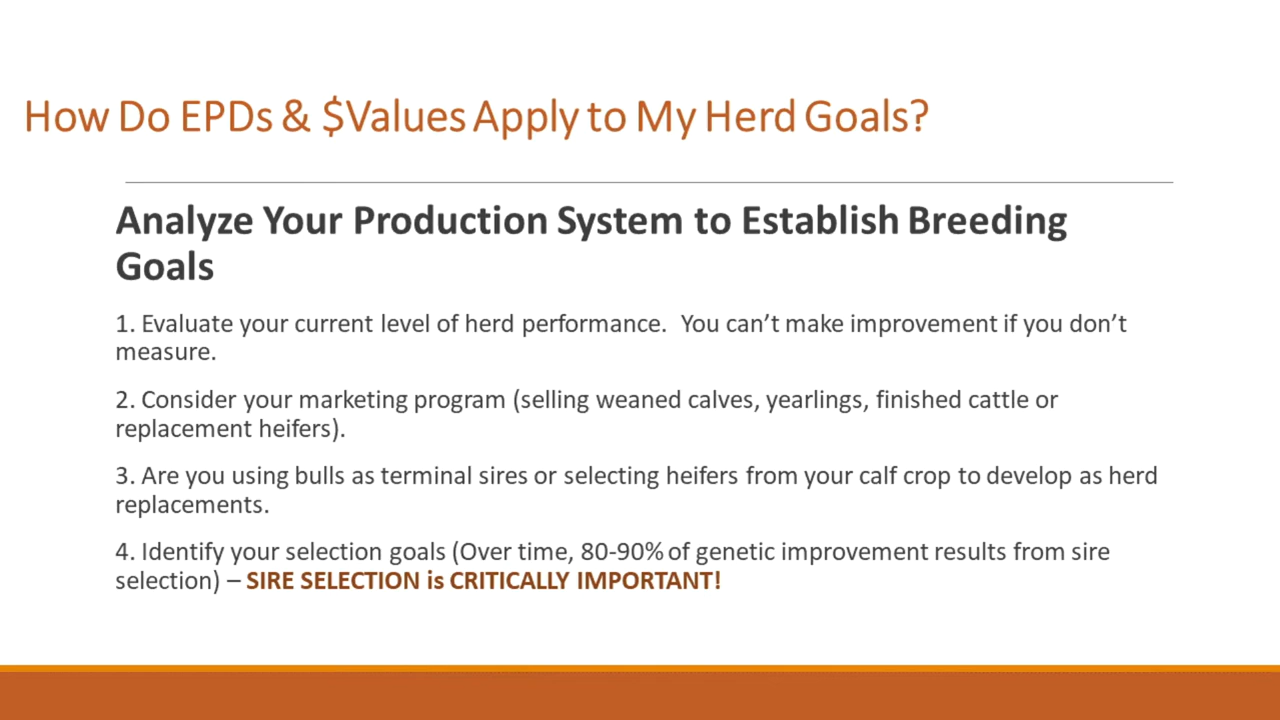 How Do EPDs & $Values Apply to My Herd Goals?
Analyze Your Production System to Establish Breeding
Goals
1. Evaluate your current level of herd performance.  You can’t make improvement if you don’t
measure.
2. Consider your marketing program (selling weaned calves, yearlings, finished cattle or
replacement heifers).
3. Are you using bulls as terminal sires or selecting heifers from your calf crop to develop as herd
replacements.
4. Identify your selection goals (Over time, 80-90% of genetic improvement results from sire
selection) – SIRE SELECTION is CRITICALLY IMPORTANT!